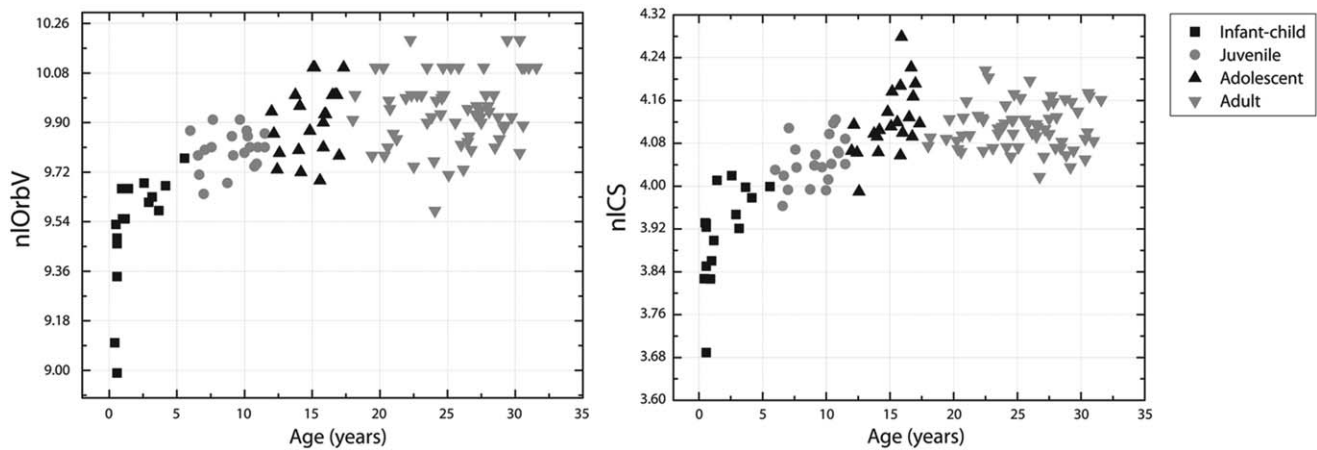 10.26
10.08
9.90
9.72
9.54
9.36
9.18
9.00
nlOrbV
0 5 10 15 20 25 30 35
Age (years)
4.32
4.24
4.16
4.08
4.00
3.92
3.84
3.76
3.68
3.60
nlCS
0 5 10 15 20 25 30 35
Age (years)
Infant-child
Juvenile
Adolescent
Adult